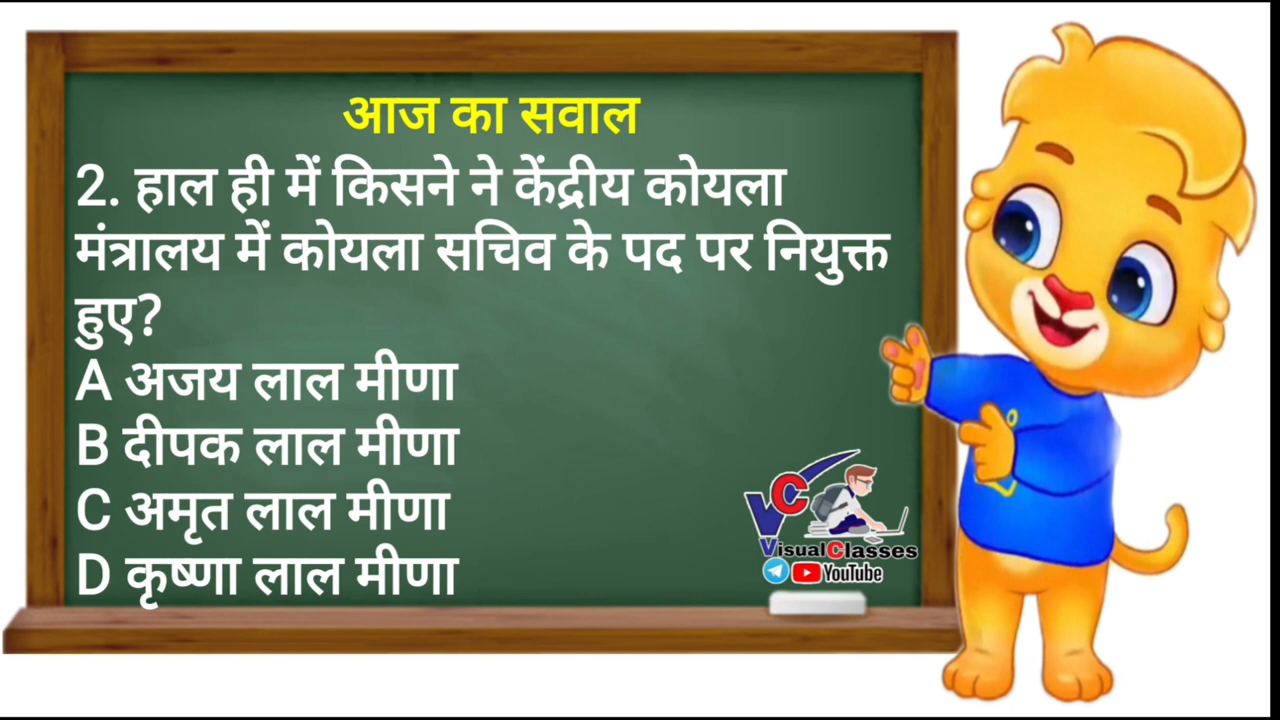 आज का सवाल
2. हाल ही में किसने ने केंद्रीय कोयला
मंत्रालय में कोयला सचिव के पद पर नियुक्त
हुए?
A अजय लाल मीणा
B दीपक लाल मीणा
C अमृत लाल मीणा
D कृष्णा लाल मीणा
VC
VisualClasses
YouTube